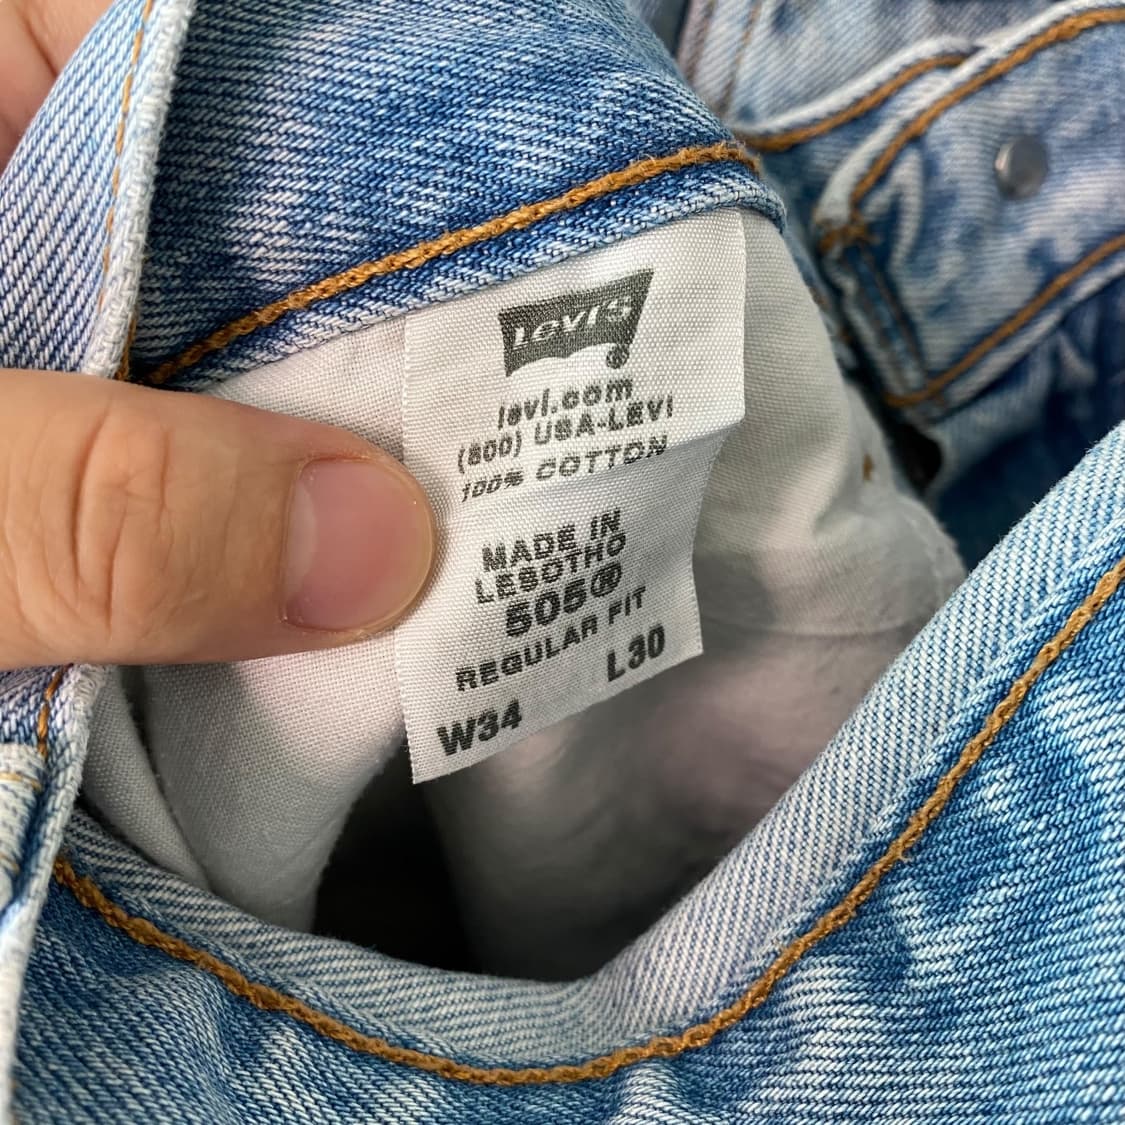 Levi's
levi.com
(800) USA-LEVI
100% COTTON
MADE IN
LESOTHO
505®
REGULAR FIT
W34 L30